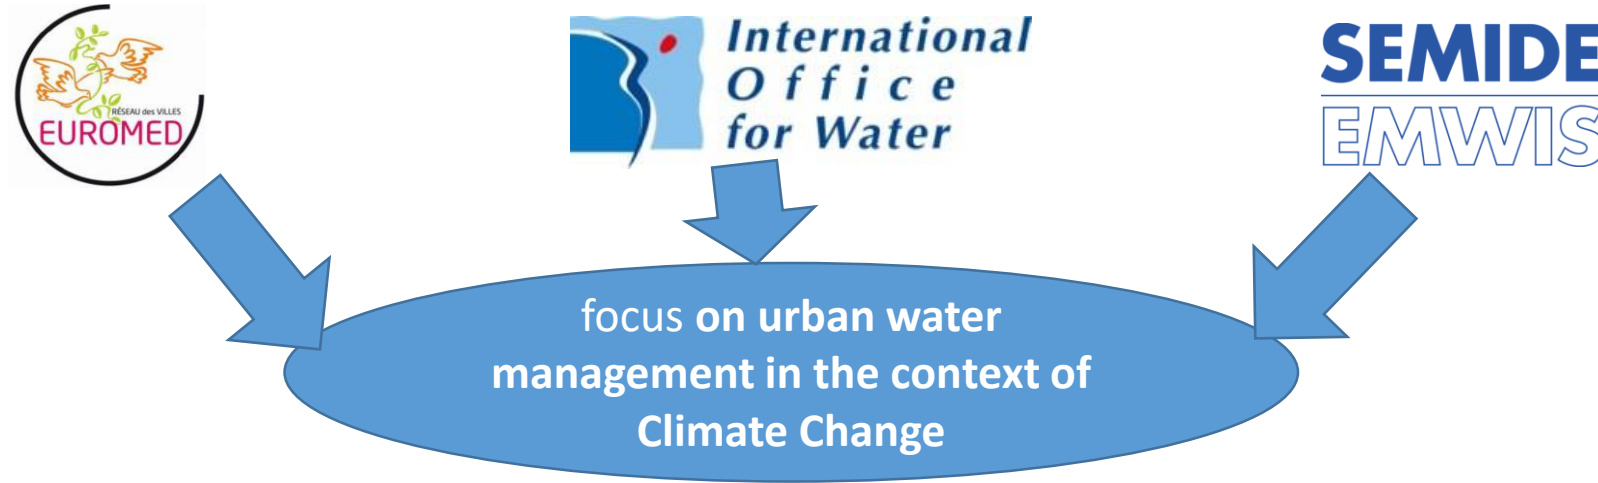 RÉSEAU des VILLES
EUROMED
International
Office
for Water
SEMIDE
EMWIS
focus on urban water
management in the context of
Climate Change